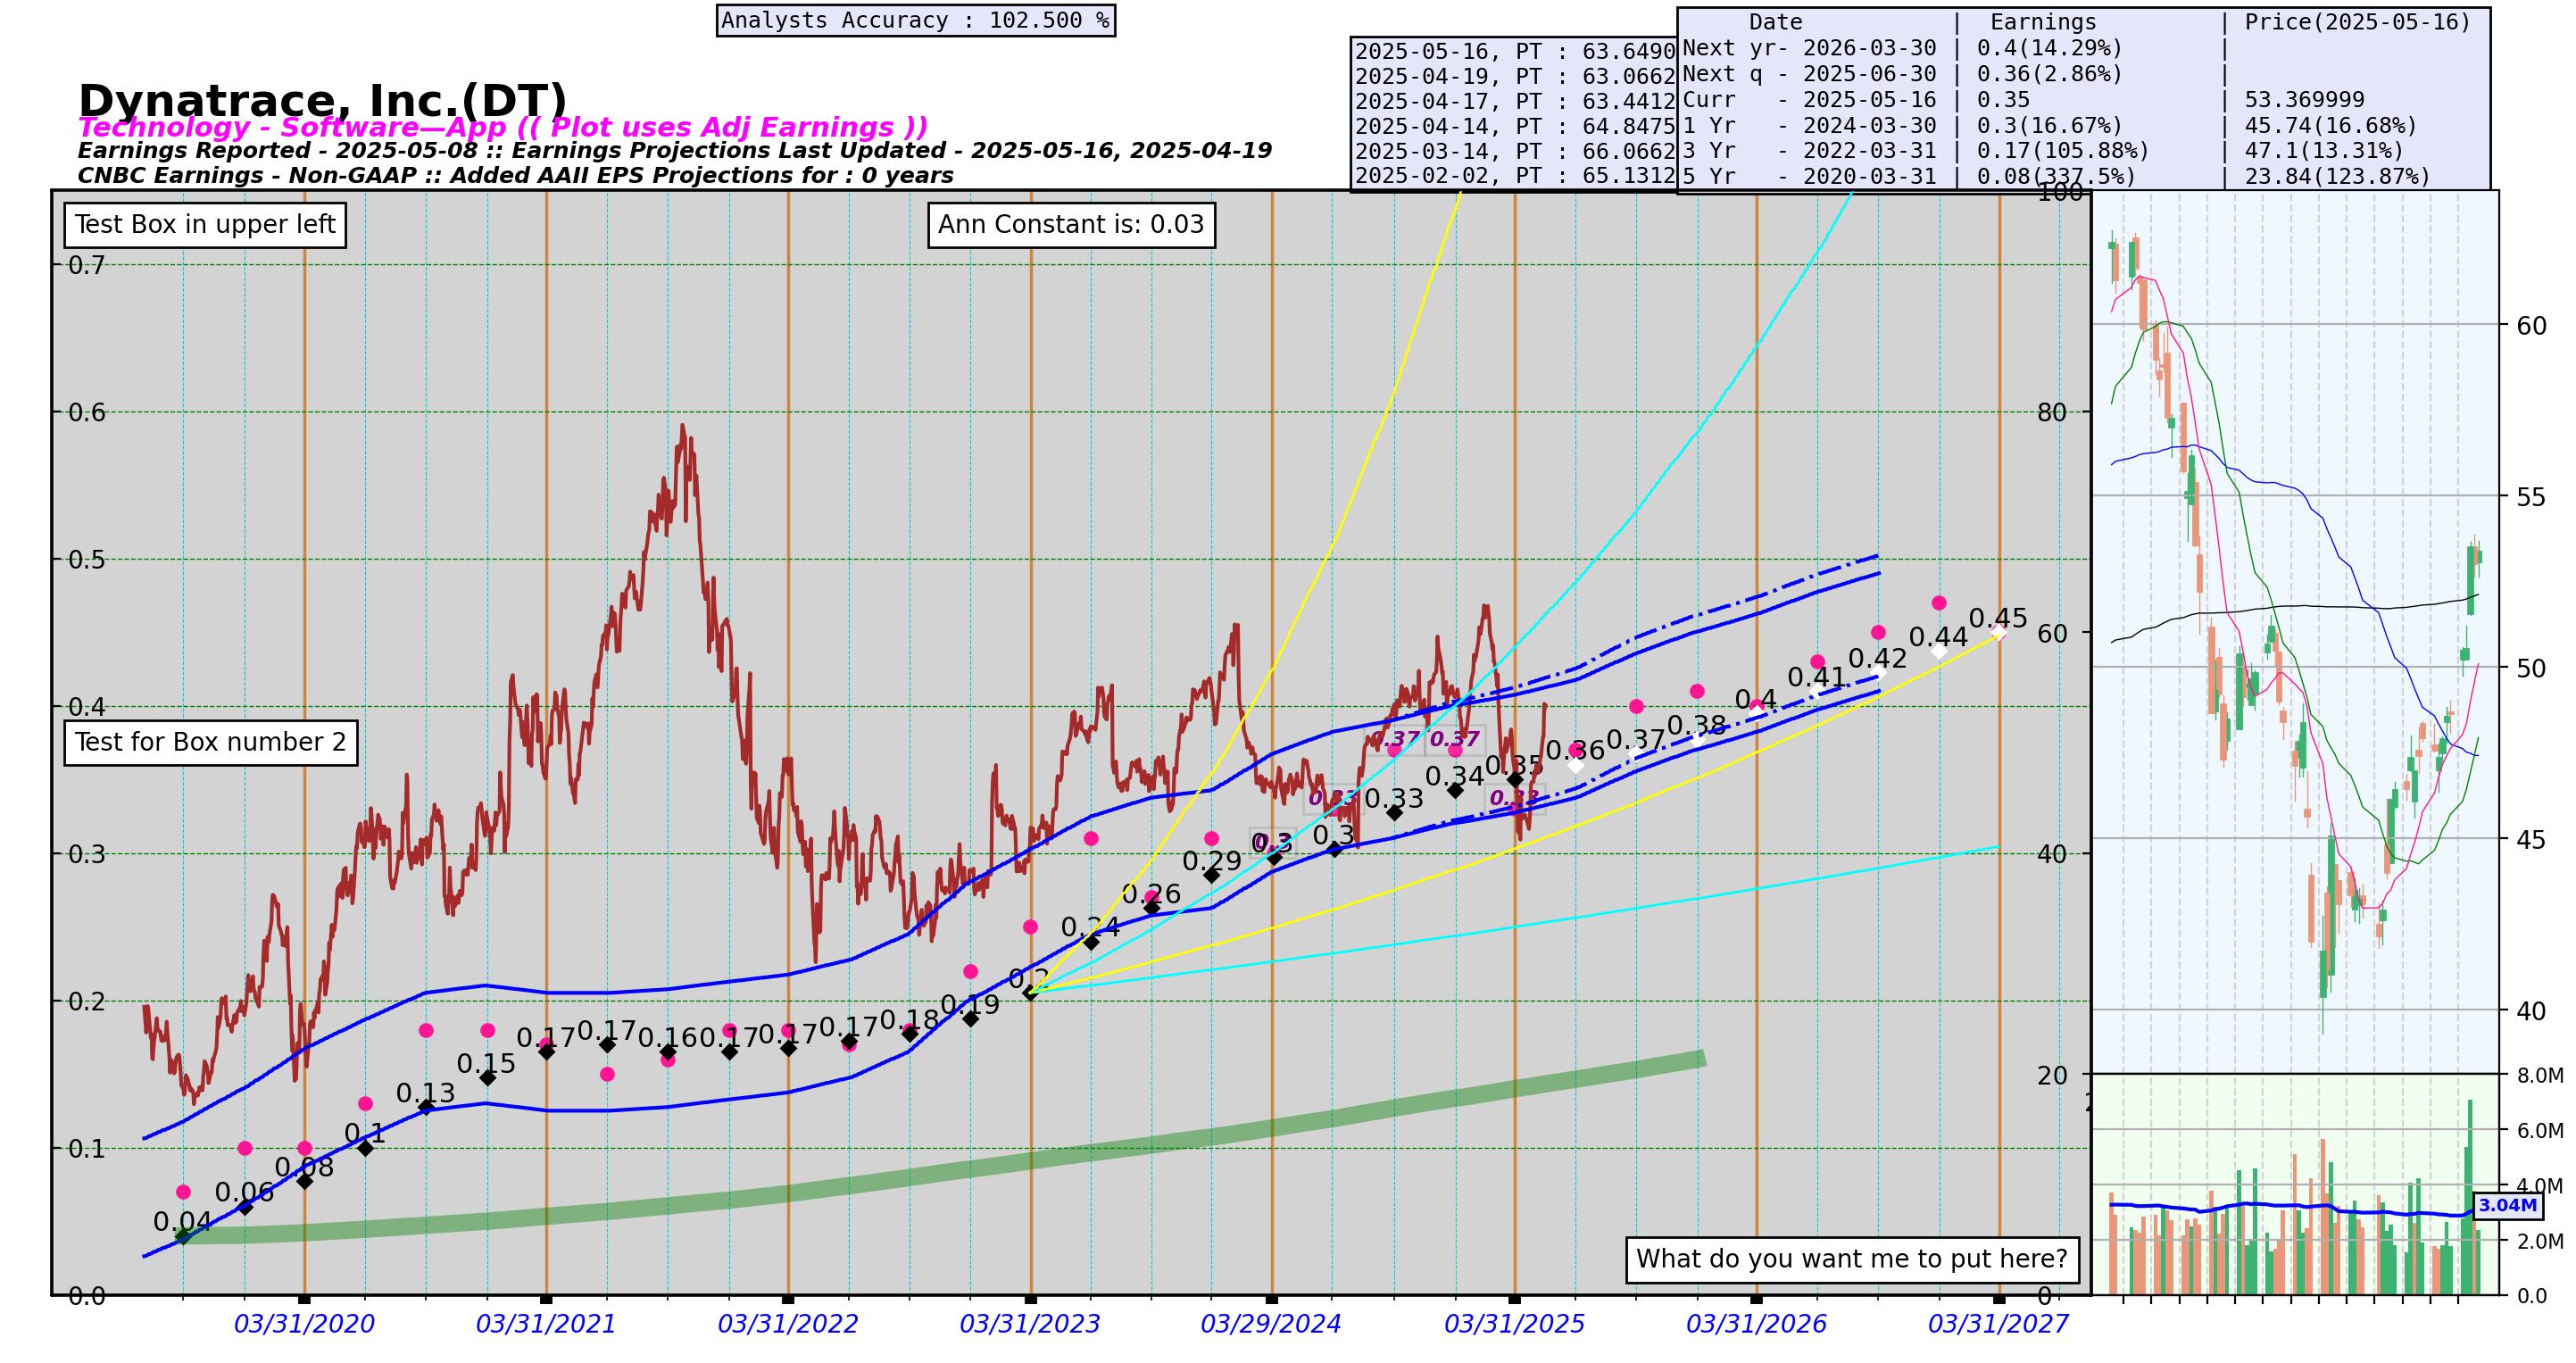 Analysts Accuracy : 102.500 %
Date | Earnings | Price(2025-05-16)
Next yr- 2026-03-30 | 0.4(14.29%) |
Next q - 2025-06-30 | 0.36(2.86%) |
Curr - 2025-05-16 | 0.35 | 53.369999
1 Yr - 2024-03-30 | 0.3(16.67%) | 45.74(16.68%)
3 Yr - 2022-03-31 | 0.17(105.88%) | 47.1(13.31%)
5 Yr - 2020-03-31 | 0.08(337.5%) | 23.84(123.87%)
2025-05-16, PT : 63.6490
2025-04-19, PT : 63.0662
2025-04-17, PT : 63.4412
2025-04-14, PT : 64.8475
2025-03-14, PT : 66.0662
2025-02-02, PT : 65.1312
Dynatrace, Inc.(DT)
Technology - Software—App (( Plot uses Adj Earnings ))
Earnings Reported - 2025-05-08 :: Earnings Projections Last Updated - 2025-05-16, 2025-04-19
CNBC Earnings - Non-GAAP :: Added AAII EPS Projections for : 0 years
Test Box in upper left
Ann Constant is: 0.03
Test for Box number 2
What do you want me to put here?
0.7
0.6
0.5
0.4
0.3
0.2
0.1
0.0
0.04
0.06
0.08
0.1
0.13
0.15
0.17
0.17
0.16
0.17
0.17
0.17
0.18
0.19
0.2
0.24
0.26
0.29
0.3
0.3
0.33
0.34
0.35
0.36
0.37
0.38
0.4
0.41
0.42
0.44
0.45
0.3
0.33
0.37
0.37
0.33
100
80
60
40
20
0
60
55
50
45
40
8.0M
6.0M
4.0M
3.04M
2.0M
0.0
03/31/2020
03/31/2021
03/31/2022
03/31/2023
03/29/2024
03/31/2025
03/31/2026
03/31/2027